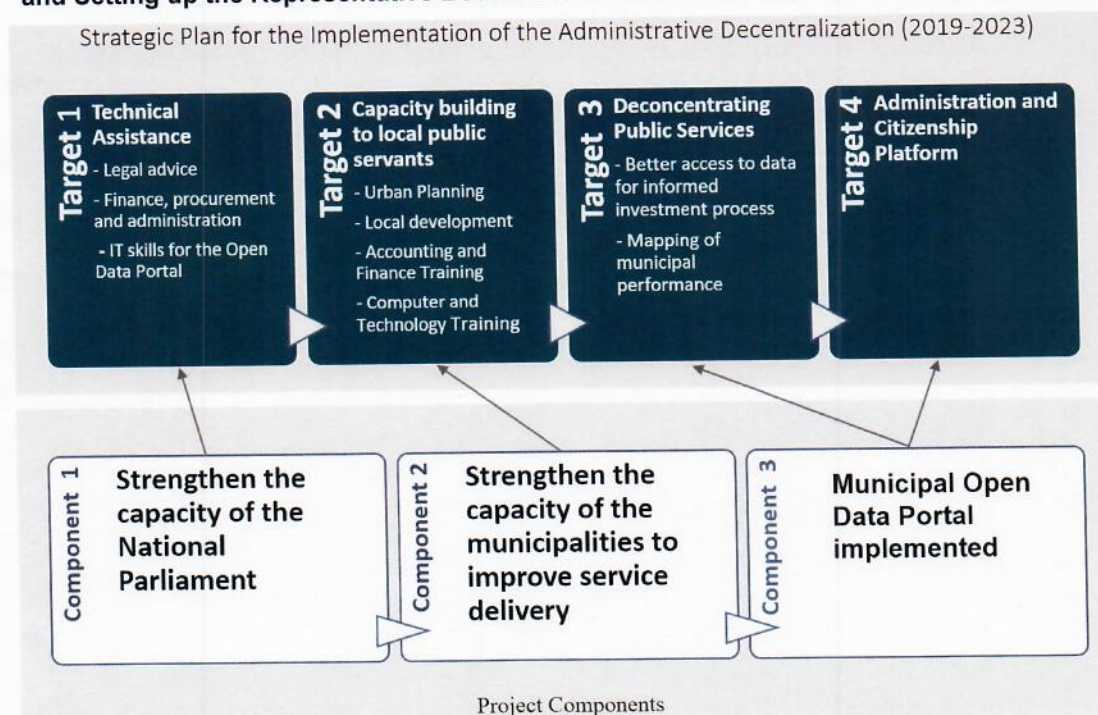 Strategic Plan for the Implementation of the Administrative Decentralization (2019-2023)
Target 1
Technical
Assistance
- Legal advice
- Finance, procurement
and administration
- IT skills for the Open
Data Portal
Target 2
Capacity building
to local public
servants
- Urban Planning
- Local development
- Accounting and
Finance Training
- Computer and
Technology Training
Target 3
Deconcentrating
Public Services
- Better access to data
for informed
investment process
- Mapping of
municipal
performance
Target 4
Administration and
Citizenship
Platform
Component 1
Strengthen the
capacity of the
National
Parliament
Component 2
Strengthen the
capacity of the
municipalities to
improve service
delivery
Component 3
Municipal Open
Data Portal
implemented
Project Components